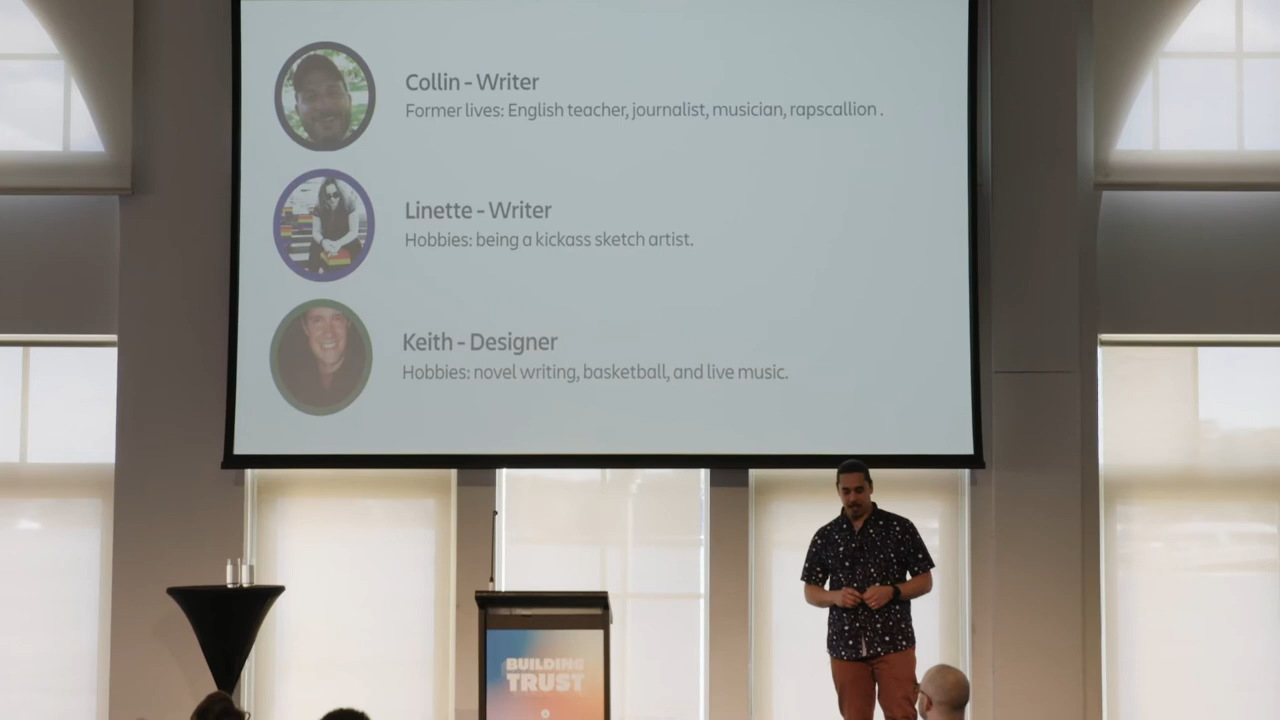 Collin - Writer
Former lives: English teacher, journalist, musician, rapscallion .
Linette - Writer
Hobbies: being a kickass sketch artist.
Keith - Designer
Hobbies: novel writing, basketball, and live music.
BUILDING
TRUST